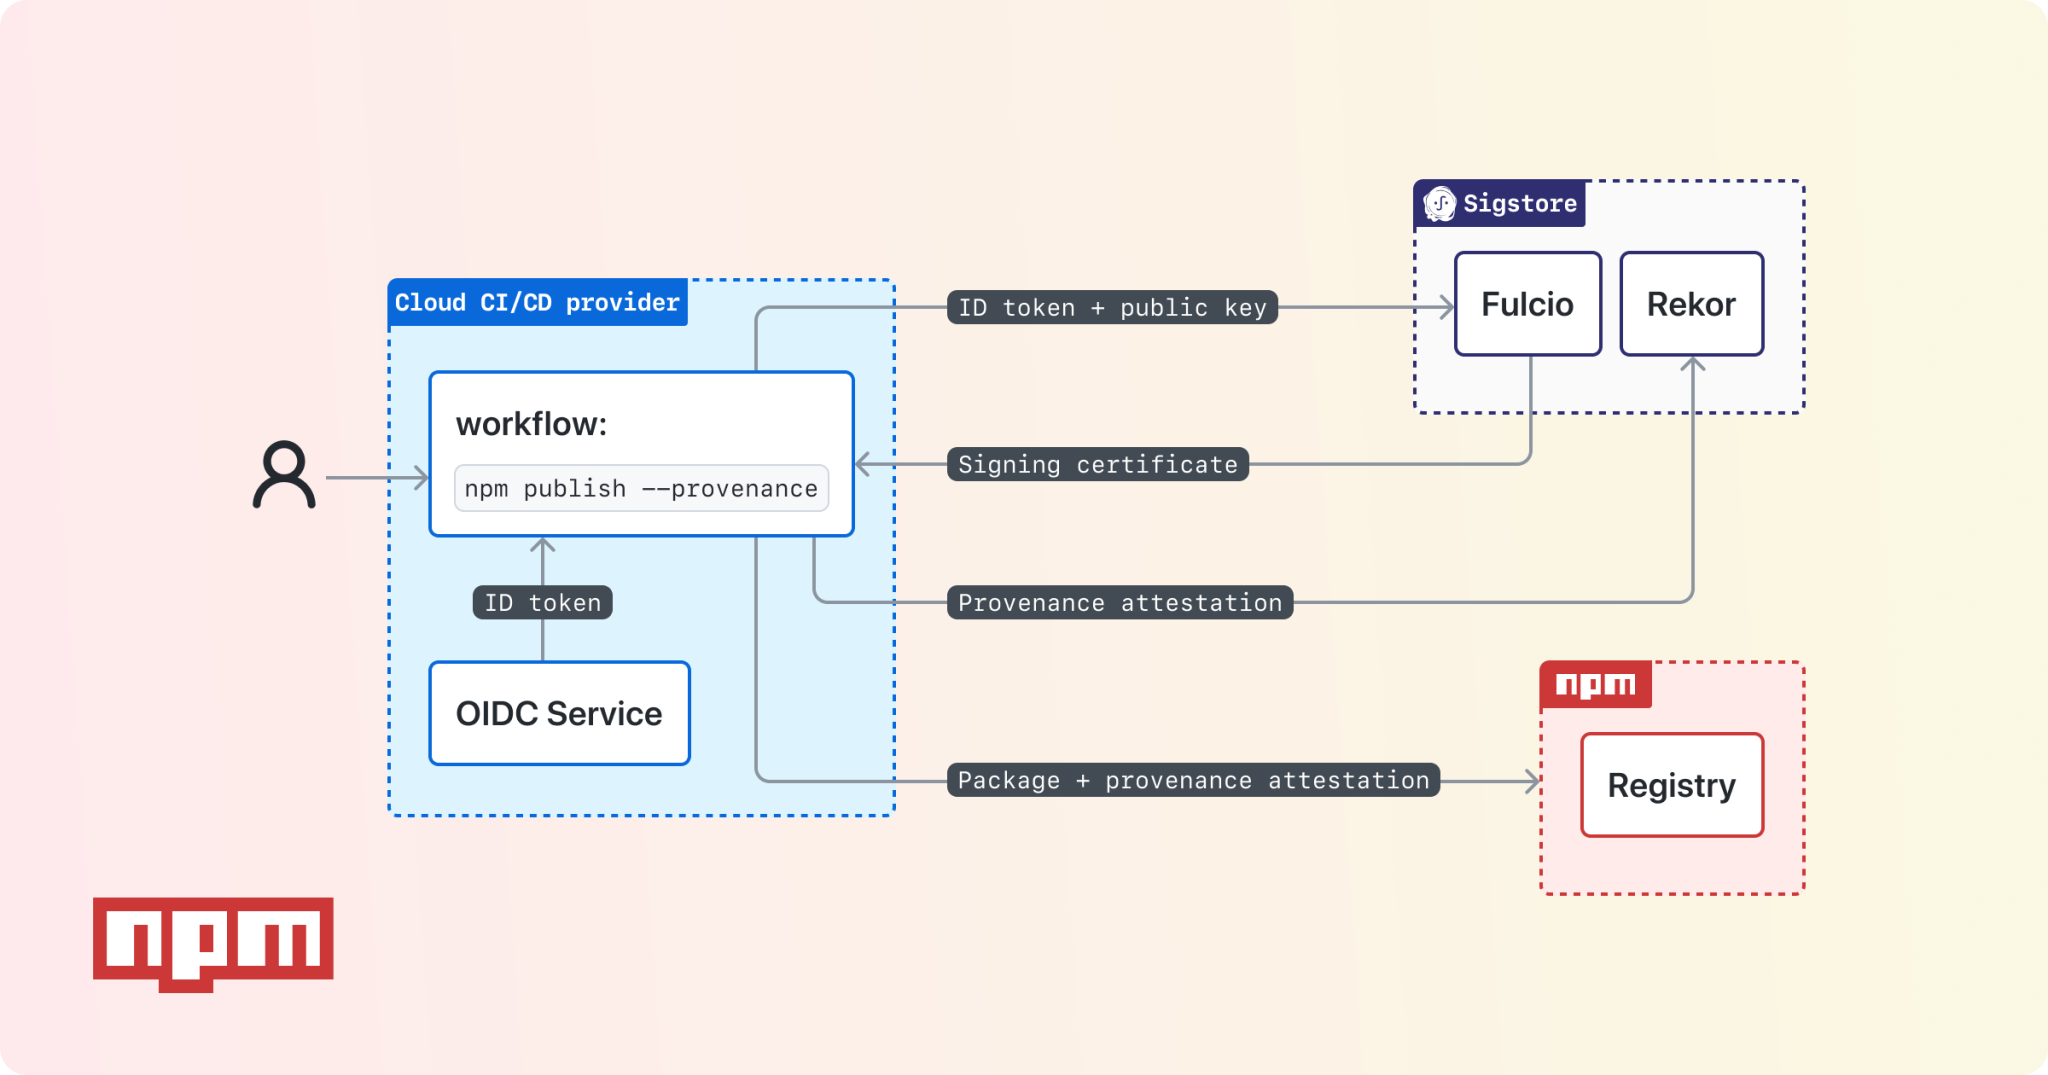 Sigstore
Fulcio
Rekor
Cloud CI/CD provider
ID token + public key
workflow:
npm publish --provenance
Signing certificate
ID token
Provenance attestation
OIDC Service
npm
Registry
Package + provenance attestation
npm